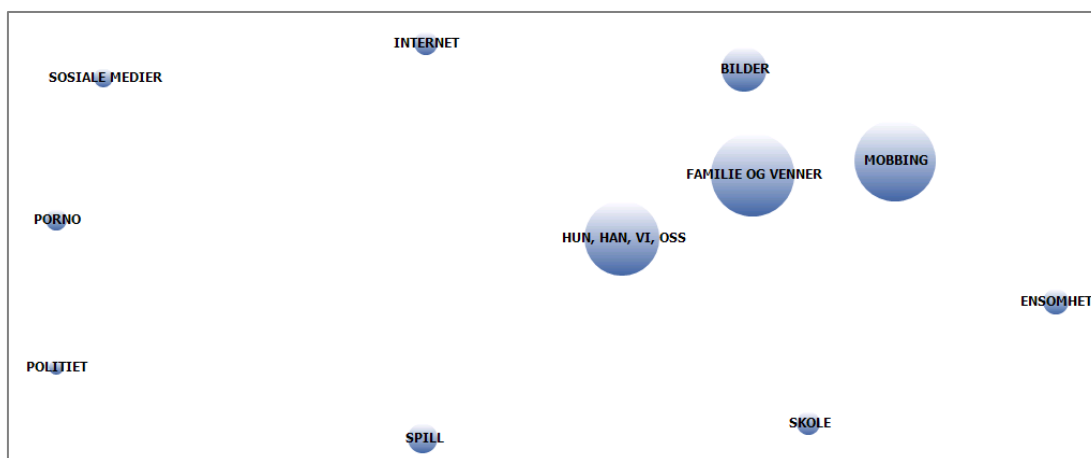 INTERNET
BILDER
SOSIALE MEDIER
MOBBING
FAMILIE OG VENNER
PORNO
HUN, HAN, VI, OSS
ENSOMHET
POLITIET
SKOLE
SPILL